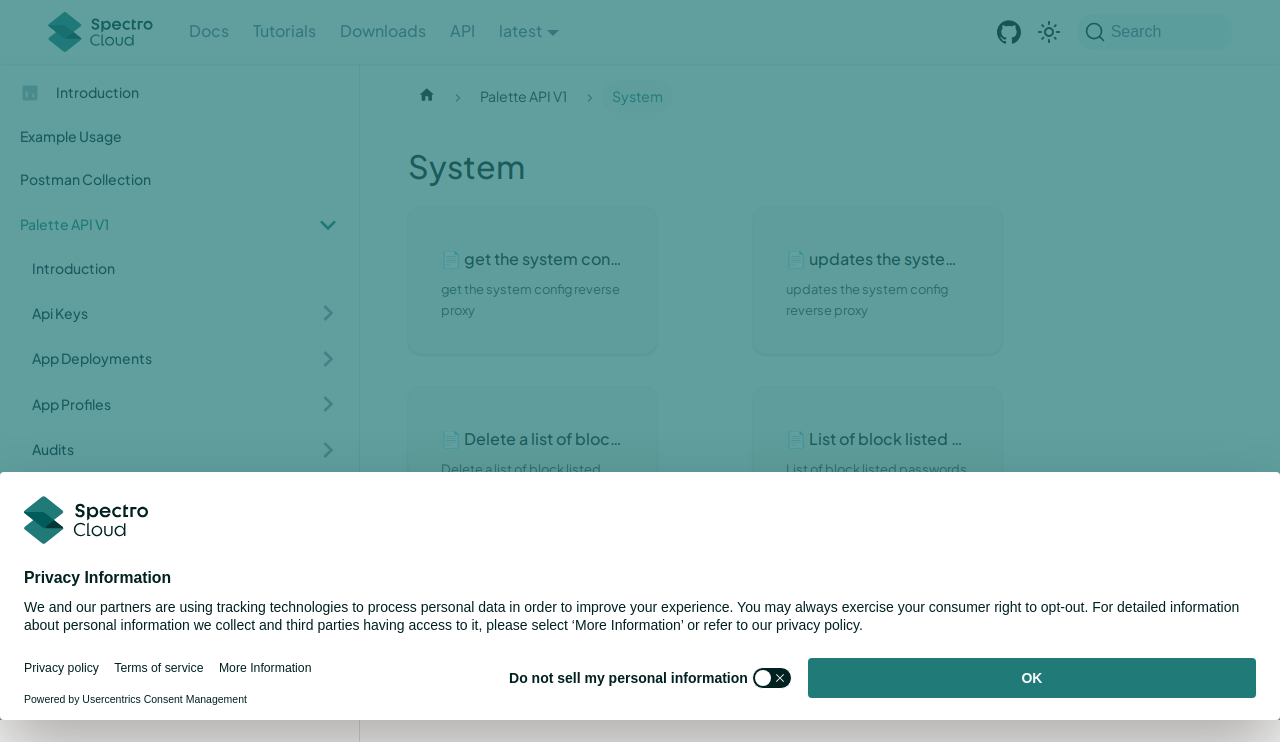 Spectro Cloud
Docs
Tutorials
Downloads
API
latest
Search
Introduction
Example Usage
Postman Collection
Palette API V1
Introduction
Api Keys
App Deployments
App Profiles
Audits
Palette API V1
System
System
get the system con...
get the system config reverse
proxy
updates the syste...
updates the system config
reverse proxy
Delete a list of bloc...
Delete a list of block listed
List of block listed ...
List of block listed passwords
Spectro
Cloud
Privacy Information
We and our partners are using tracking technologies to process personal data in order to improve your experience. You may always exercise your consumer right to opt-out. For detailed information
about personal information we collect and third parties having access to it, please select ‘More Information’ or refer to our privacy policy.
Privacy policy
Terms of service
More Information
Do not sell my personal information
OK
Powered by Usercentrics Consent Management